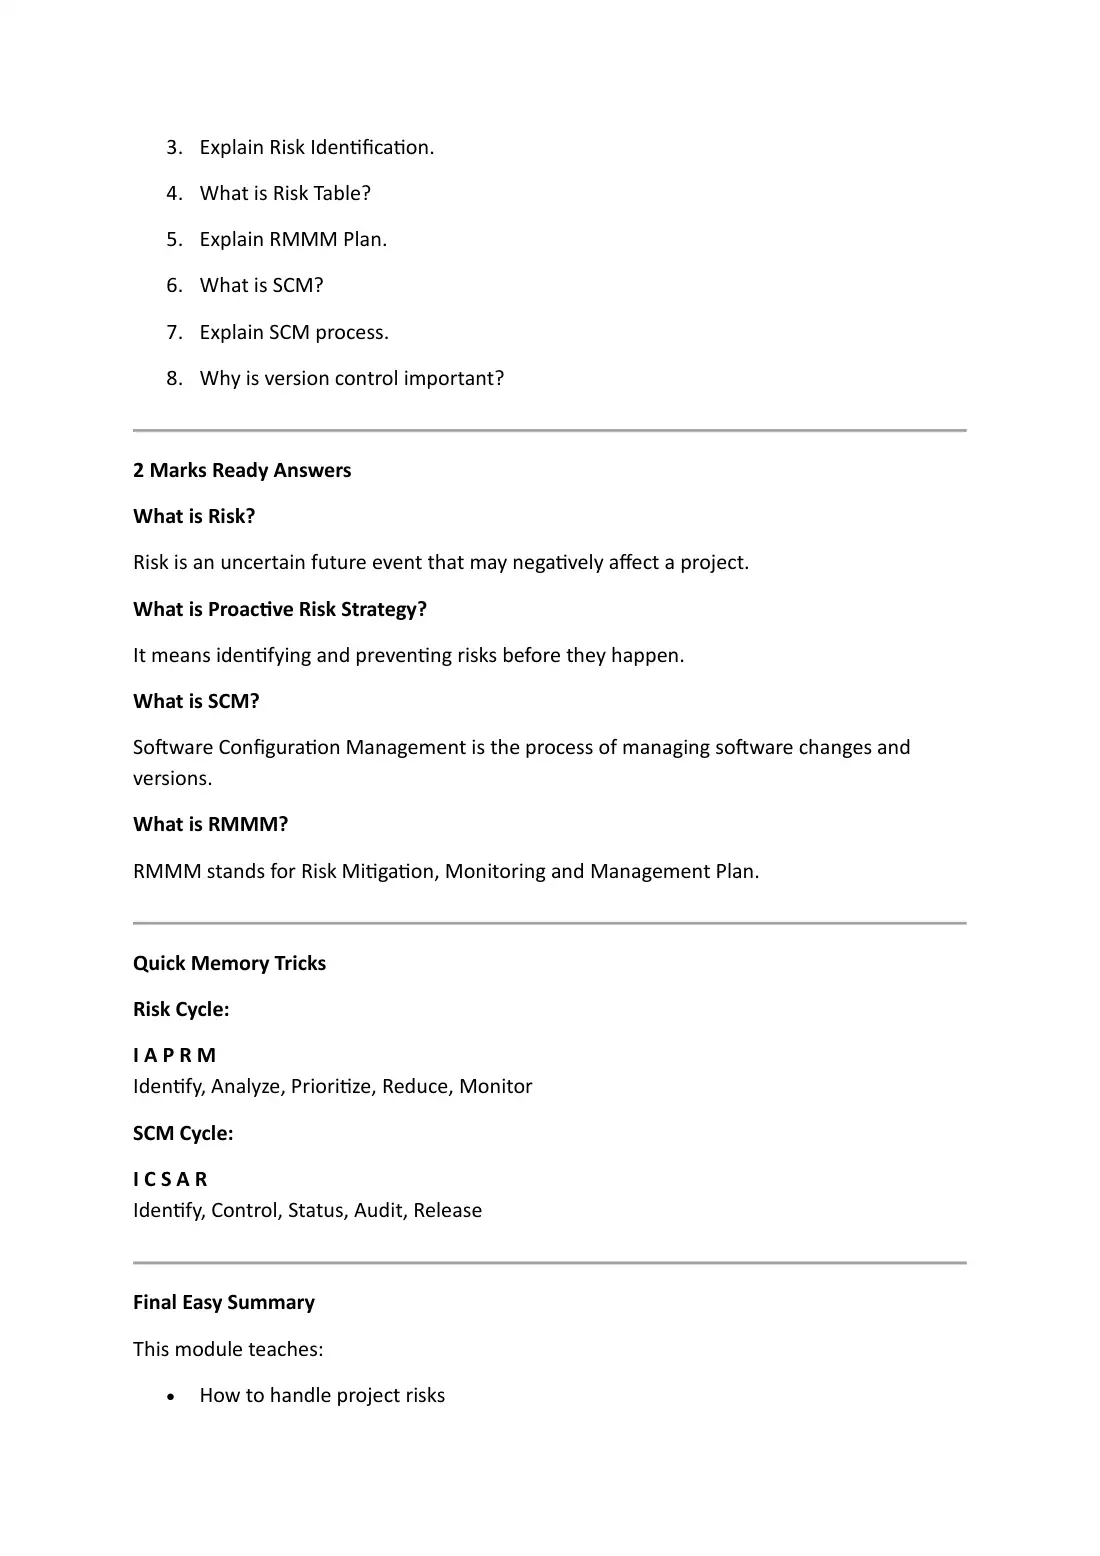 3. Explain Risk Identification.
4. What is Risk Table?
5. Explain RMMM Plan.
6. What is SCM?
7. Explain SCM process.
8. Why is version control important?
2 Marks Ready Answers
What is Risk?
Risk is an uncertain future event that may negatively affect a project.
What is Proactive Risk Strategy?
It means identifying and preventing risks before they happen.
What is SCM?
Software Configuration Management is the process of managing software changes and
versions.
What is RMMM?
RMMM stands for Risk Mitigation, Monitoring and Management Plan.
Quick Memory Tricks
Risk Cycle:
I A P R M
Identify, Analyze, Prioritize, Reduce, Monitor
SCM Cycle:
I C S A R
Identify, Control, Status, Audit, Release
Final Easy Summary
This module teaches:
• How to handle project risks